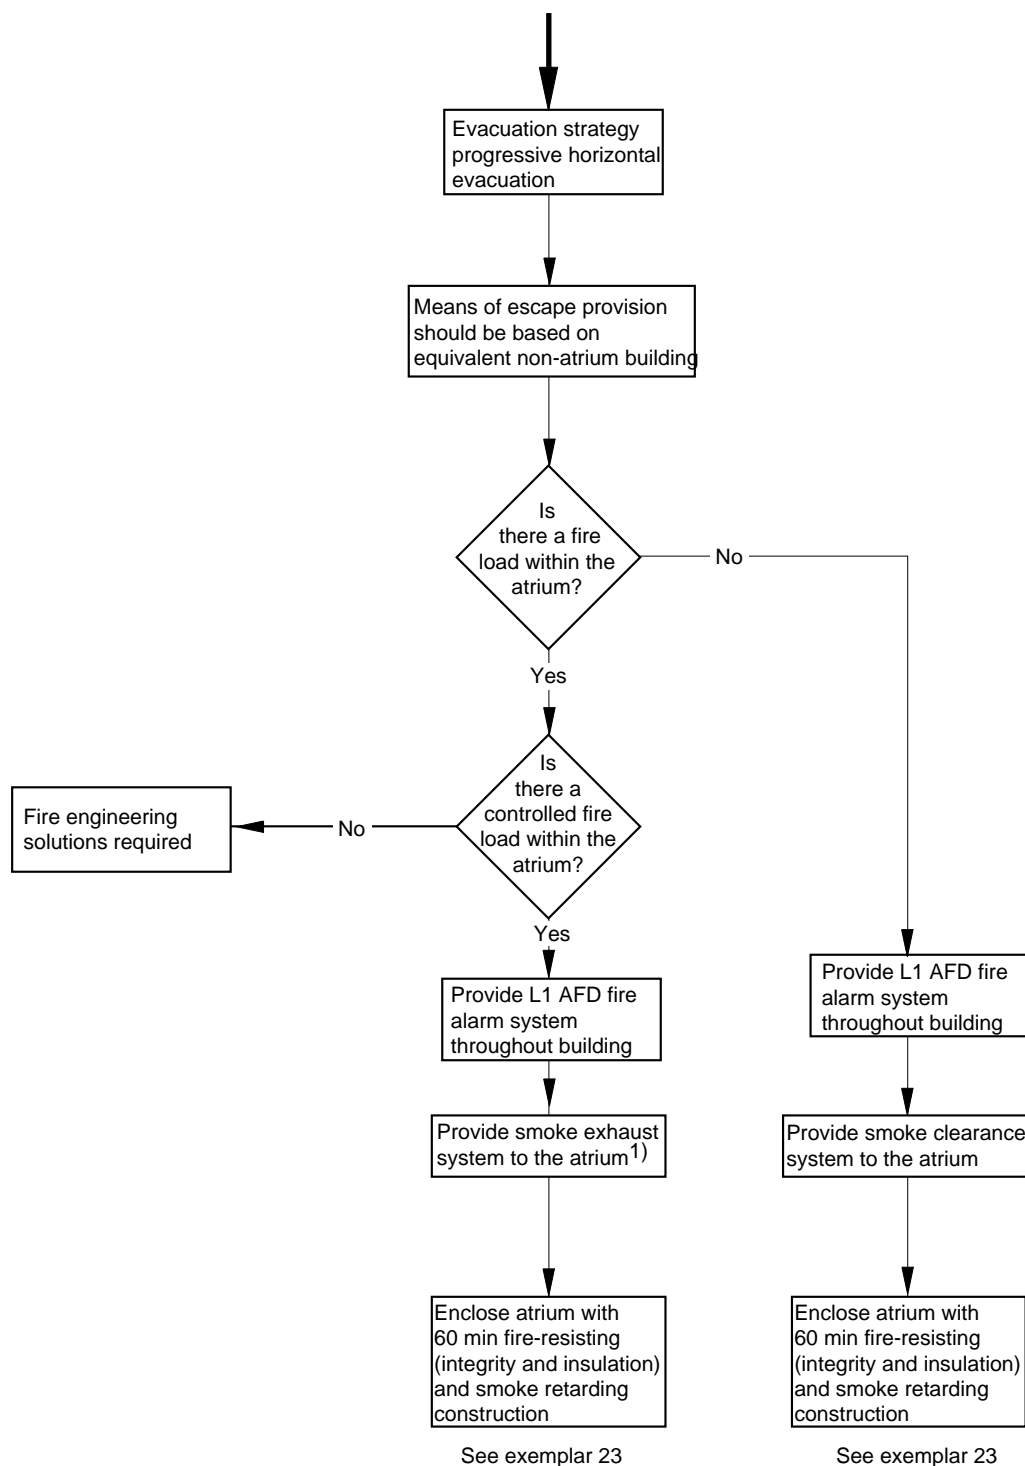 Evacuation strategy
progressive horizontal
evacuation
Means of escape provision
should be based on
equivalent non-atrium building
Is
there a fire
load within the
atrium?
No
Yes
Is
there a
controlled fire
load within the
atrium?
No
Fire engineering
solutions required
Yes
Provide L1 AFD fire
alarm system
throughout building
Provide L1 AFD fire
alarm system
throughout building
Provide smoke exhaust
system to the atrium1)
Provide smoke clearance
system to the atrium
Enclose atrium with
60 min fire-resisting
(integrity and insulation)
and smoke retarding
construction
Enclose atrium with
60 min fire-resisting
(integrity and insulation)
and smoke retarding
construction
See exemplar 23
See exemplar 23